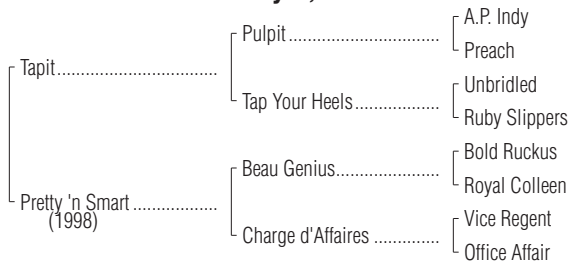 A.P. Indy
Pulpit
Preach
Tapit
Unbridled
Tap Your Heels
Ruby Slippers
Bold Ruckus
Beau Genius
Royal Colleen
Pretty 'n Smart
(1998)
Vice Regent
Charge d'Affaires
Office Affair